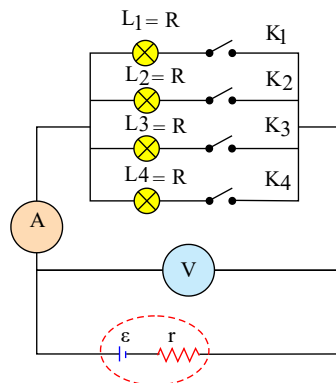 L1= R
K1
L2= R
K2
L3= R
K3
L4= R
K4
A
V
ε r